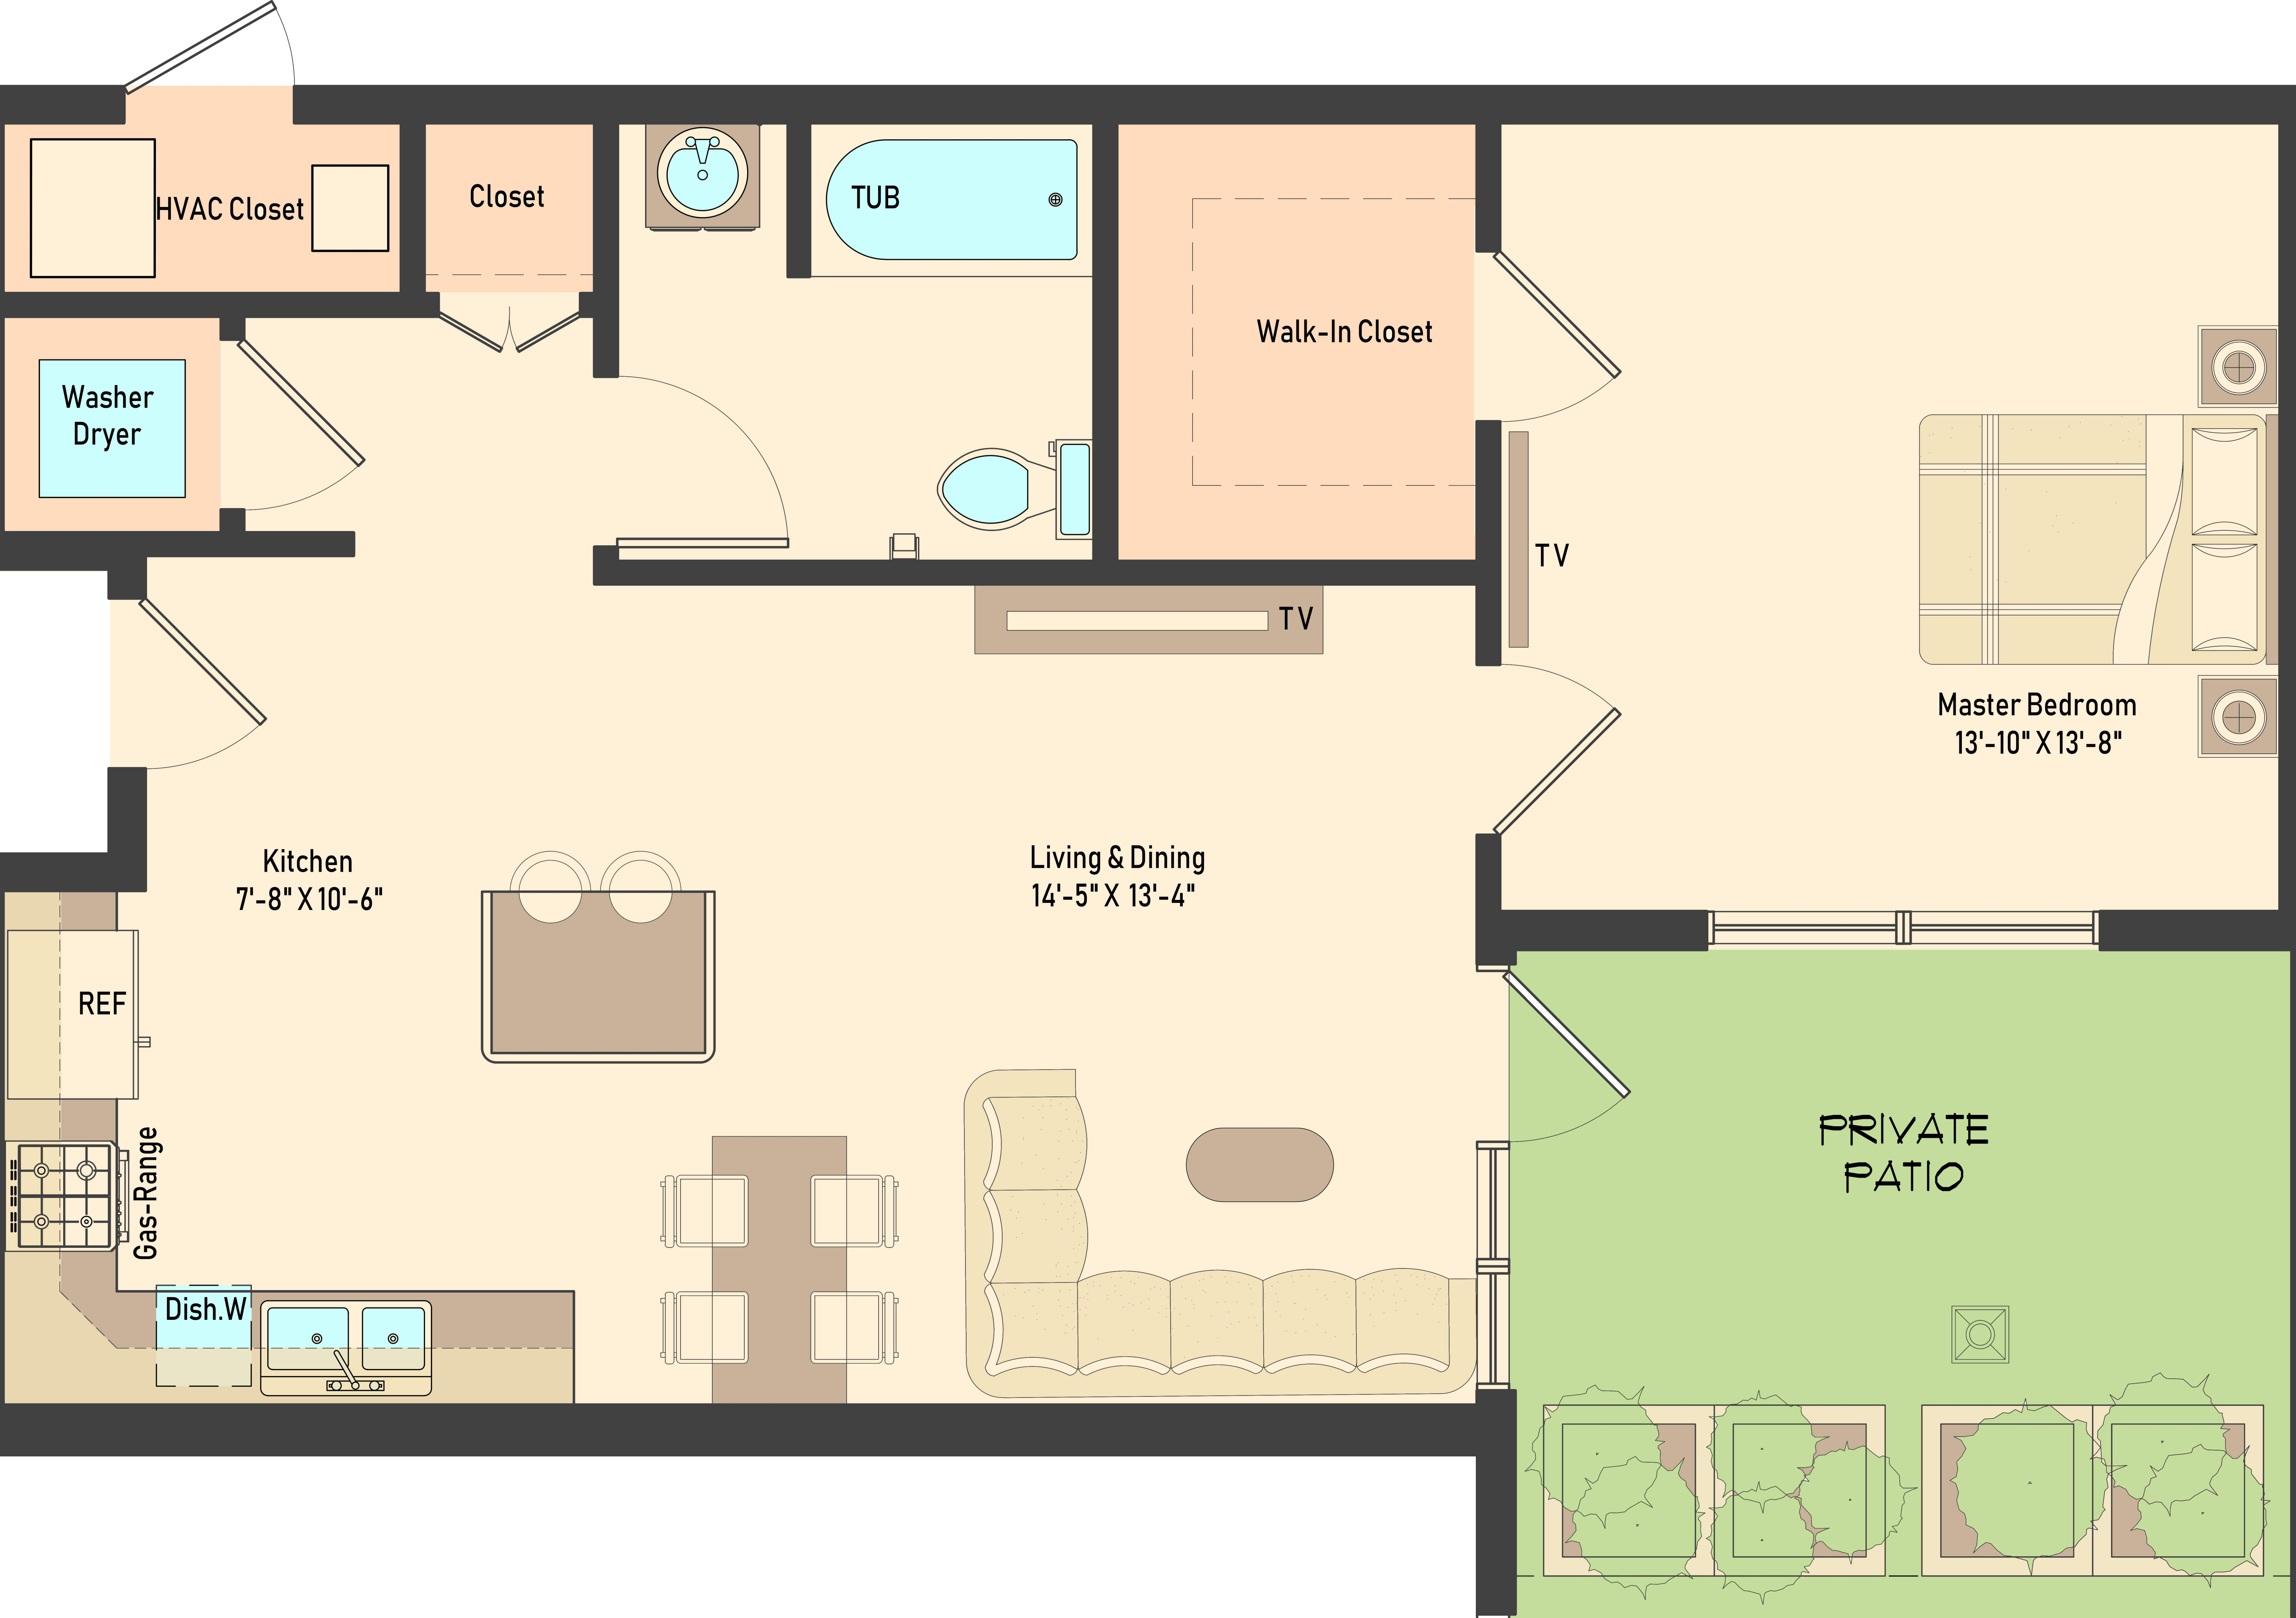 HVAC Closet
Closet
TUB
Walk-In Closet
Washer
Dryer
TV
TV
Master Bedroom
13'-10" X 13'-8"
Kitchen
7'-8" X 10'-6"
Living & Dining
14'-5" X 13'-4"
REF
Gas-Range
Dish.W
PRIVATE
PATIO